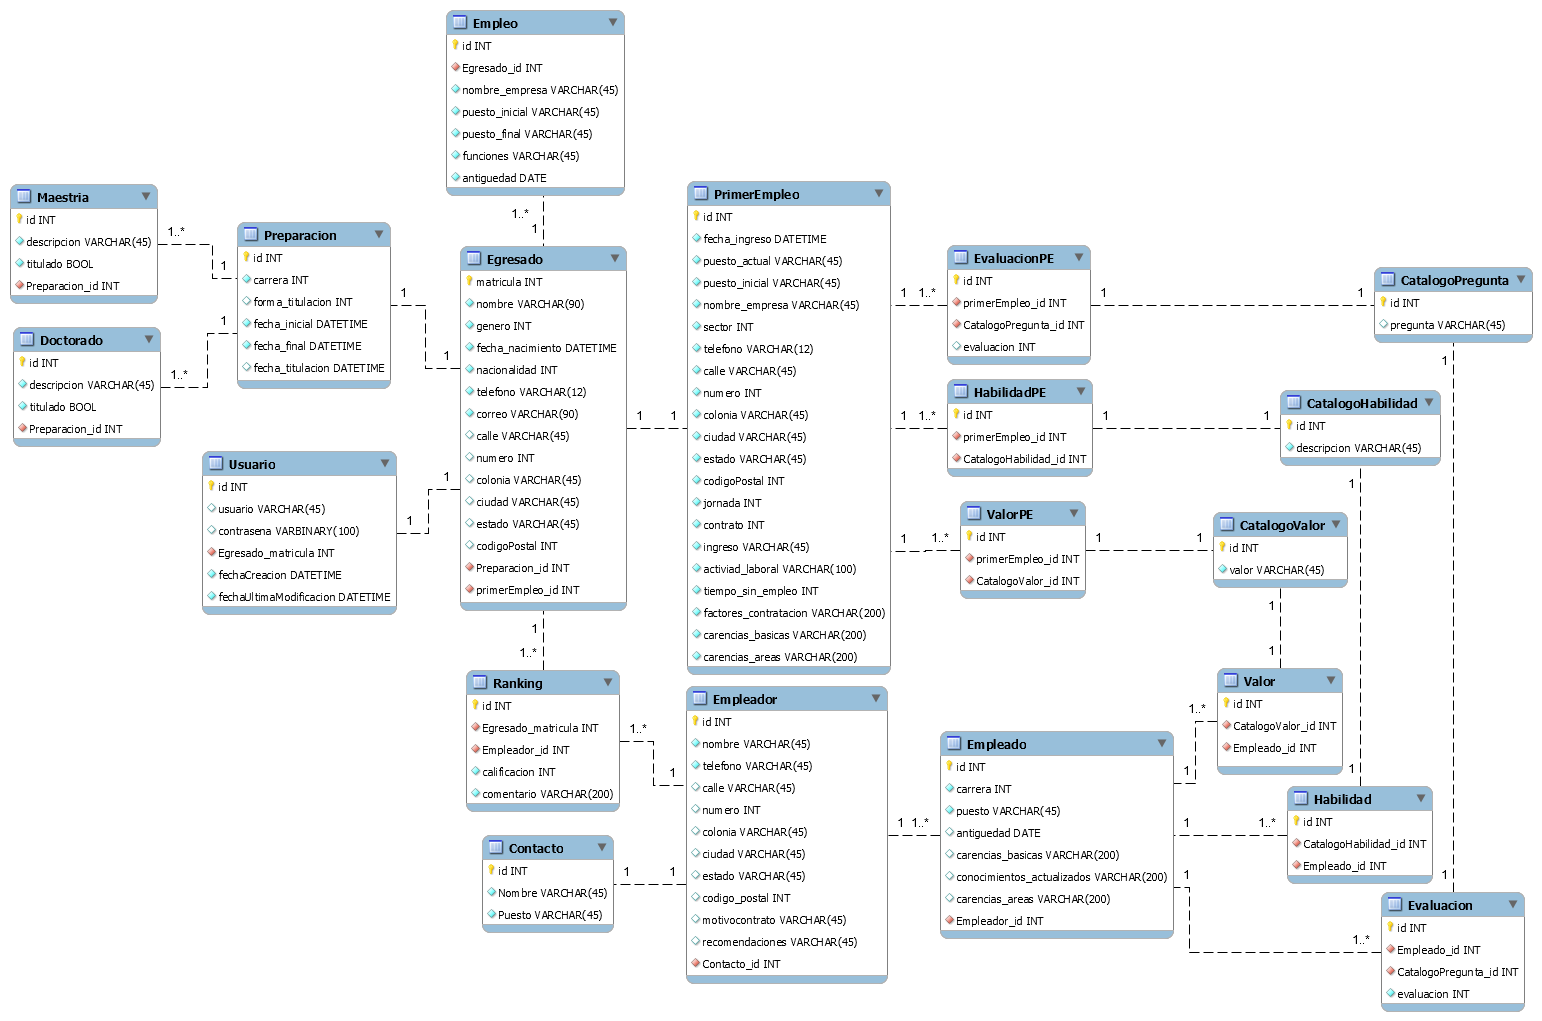 Empleo
id INT
Egresado_id INT
nombre_empresa VARCHAR(45)
puesto_inicial VARCHAR(45)
puesto_final VARCHAR(45)
funciones VARCHAR(45)
antiguedad DATE
1..*
1
Maestria
id INT
descripcion VARCHAR(45)
titulado BOOL
Preparacion_id INT
1..*
1
Doctorado
id INT
descripcion VARCHAR(45)
titulado BOOL
Preparacion_id INT
1..*
1
Preparacion
id INT
carrera INT
forma_titulacion INT
fecha_inicial DATETIME
fecha_final DATETIME
fecha_titulacion DATETIME
1
1
Usuario
id INT
usuario VARCHAR(45)
contrasena VARBINARY(100)
Egresado_matricula INT
fechaCreacion DATETIME
fechaUltimaModificacion DATETIME
1
1
Egresado
matricula INT
nombre VARCHAR(90)
genero INT
fecha_nacimiento DATETIME
nacionalidad INT
telefono VARCHAR(12)
correo VARCHAR(90)
calle VARCHAR(45)
numero INT
colonia VARCHAR(45)
ciudad VARCHAR(45)
estado VARCHAR(45)
codigoPostal INT
Preparacion_id INT
primerEmpleo_id INT
1
1
1
1..*
PrimerEmpleo
id INT
fecha_ingreso DATETIME
puesto_actual VARCHAR(45)
puesto_inicial VARCHAR(45)
nombre_empresa VARCHAR(45)
sector INT
telefono VARCHAR(12)
calle VARCHAR(45)
numero INT
colonia VARCHAR(45)
ciudad VARCHAR(45)
estado VARCHAR(45)
codigoPostal INT
jornada INT
contrato INT
ingreso VARCHAR(45)
activiad_laboral VARCHAR(100)
tiempo_sin_empleo INT
factores_contratacion VARCHAR(200)
carencias_basicas VARCHAR(200)
carencias_areas VARCHAR(200)
1 1..*
EvaluacionPE
id INT
primerEmpleo_id INT
CatalogoPregunta_id INT
evaluacion INT
1
1
CatalogoPregunta
id INT
pregunta VARCHAR(45)
1
1 1..*
HabilidadPE
id INT
primerEmpleo_id INT
CatalogoHabilidad_id INT
1
1
CatalogoHabilidad
id INT
descripcion VARCHAR(45)
1
1 1..*
ValorPE
id INT
primerEmpleo_id INT
CatalogoValor_id INT
1
1
CatalogoValor
id INT
valor VARCHAR(45)
1
1
Ranking
id INT
Egresado_matricula INT
Empleador_id INT
calificacion INT
comentario VARCHAR(200)
1..*
1
Contacto
id INT
Nombre VARCHAR(45)
Puesto VARCHAR(45)
1
1
Empleador
id INT
nombre VARCHAR(45)
telefono VARCHAR(45)
calle VARCHAR(45)
numero INT
colonia VARCHAR(45)
ciudad VARCHAR(45)
estado VARCHAR(45)
codigo_postal INT
motivocontrato VARCHAR(45)
recomendaciones VARCHAR(45)
Contacto_id INT
1 1..*
Empleado
id INT
carrera INT
puesto VARCHAR(45)
antiguedad DATE
carencias_basicas VARCHAR(200)
conocimientos_actualizados VARCHAR(200)
carencias_areas VARCHAR(200)
Empleador_id INT
1
1..*
Valor
id INT
CatalogoValor_id INT
Empleado_id INT
1
1
1..*
Habilidad
id INT
CatalogoHabilidad_id INT
Empleado_id INT
1
1
1..*
Evaluacion
id INT
Empleado_id INT
CatalogoPregunta_id INT
evaluacion INT